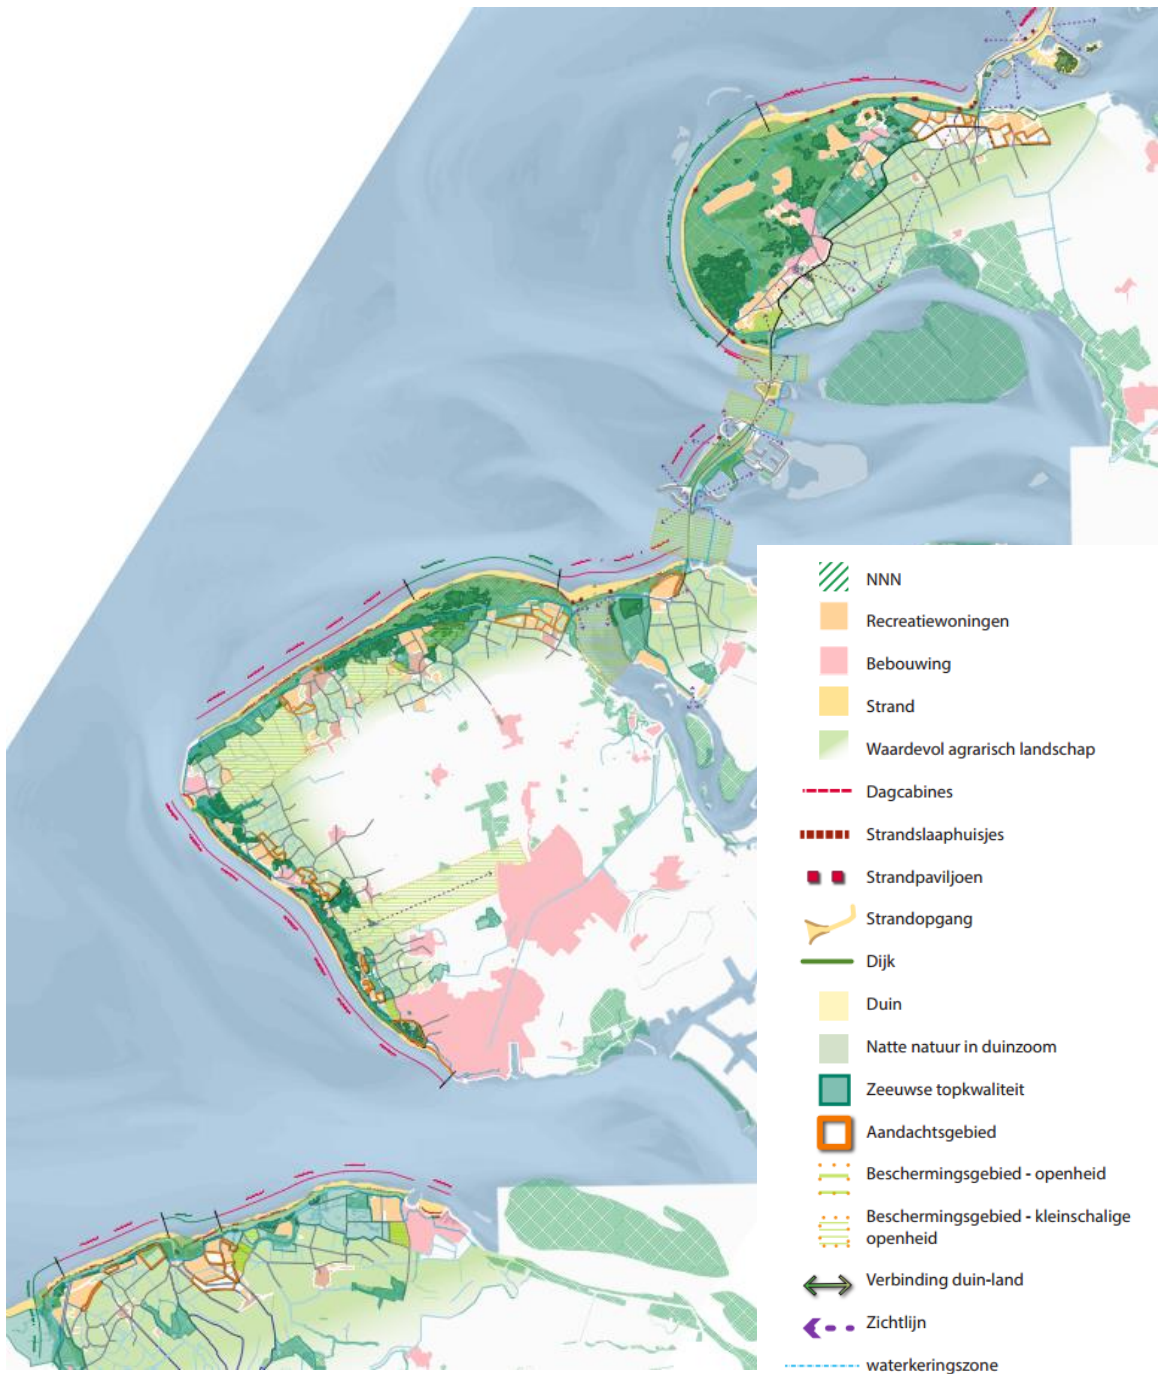 NNN
Recreatiewoningen
Bebouwing
Strand
Waardevol agrarisch landschap
Dagcabines
Strandslaaphuisjes
Strandpaviljoen
Strandopgang
Dijk
Duin
Natte natuur in duinzoom
Zeeuwse topkwaliteit
Aandachtsgebied
Beschermingsgebied - openheid
Beschermingsgebied - kleinschalige
openheid
Verbinding duin-land
Zichtlijn
waterkeringszone